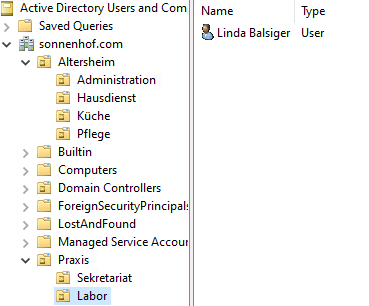 Active Directory Users and Com
Name
Type
Saved Queries
Linda Balsiger
User
sonnenhof.com
Altersheim
Administration
Hausdienst
Küche
Pflege
Builtin
Computers
Domain Controllers
ForeignSecurityPrincipals
LostAndFound
Managed Service Accour
Praxis
Sekretariat
Labor